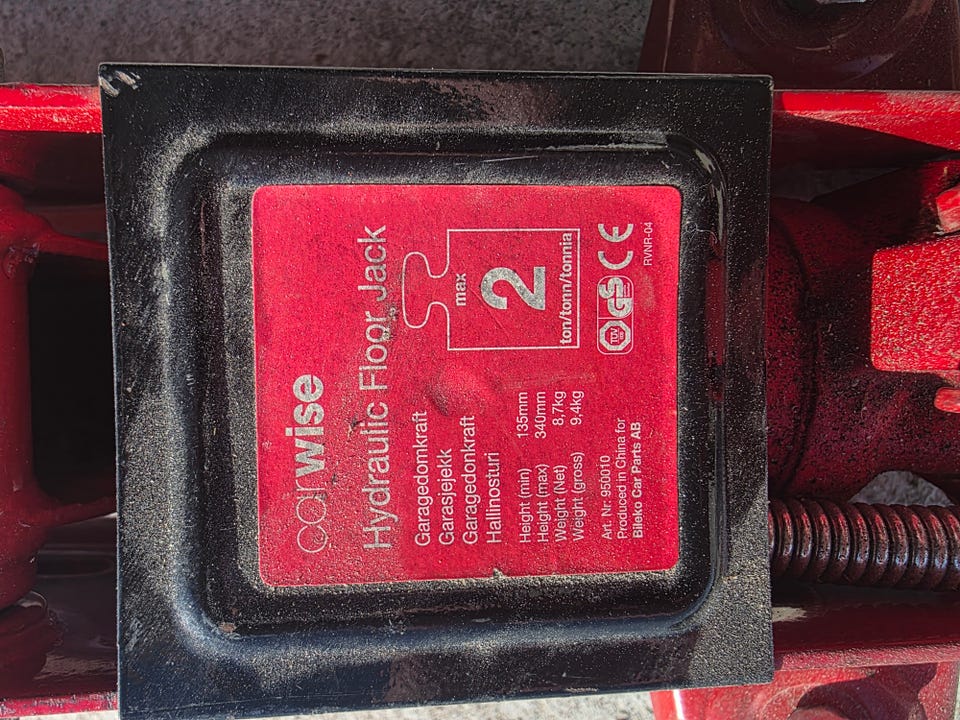 carwise
Hydraulic Floor Jack
Garagedomkraft
Garasjejekk
Garagedonkraft
Hallinosturi
max
2
ton/tonn/tonnia
Height (min) 135mm
Height (max) 340mm
Weight (Net) 8,7kg
Weight (gross) 9,4kg
TÜV GS CE
RVNR-04
Art. Nr: 950010
Produced in China for
Bileko Car Parts AB